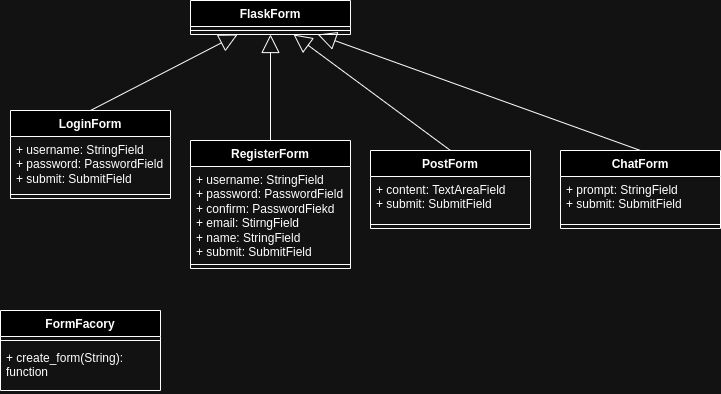 FlaskForm
LoginForm
+ username: StringField
+ password: PasswordField
+ submit: SubmitField
RegisterForm
+ username: StringField
+ password: PasswordField
+ confirm: PasswordFiekd
+ email: StirngField
+ name: StringField
+ submit: SubmitField
PostForm
+ content: TextAreaField
+ submit: SubmitField
ChatForm
+ prompt: StringField
+ submit: SubmitField
FormFacory
+ create_form(String):
function